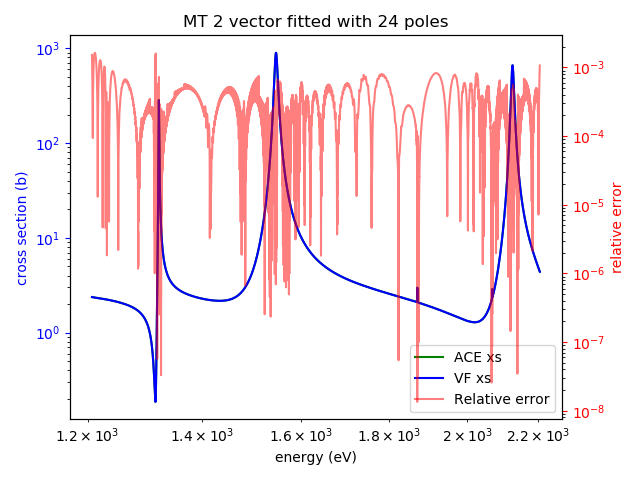 MT 2 vector fitted with 24 poles
10³
10²
10¹
10⁰
cross section (b)
10⁻³
10⁻⁴
10⁻⁵
10⁻⁶
10⁻⁷
10⁻⁸
relative error
ACE xs
VF xs
Relative error
1.2 × 10³ 1.4 × 10³ 1.6 × 10³ 1.8 × 10³ 2 × 10³ 2.2 × 10³
energy (eV)